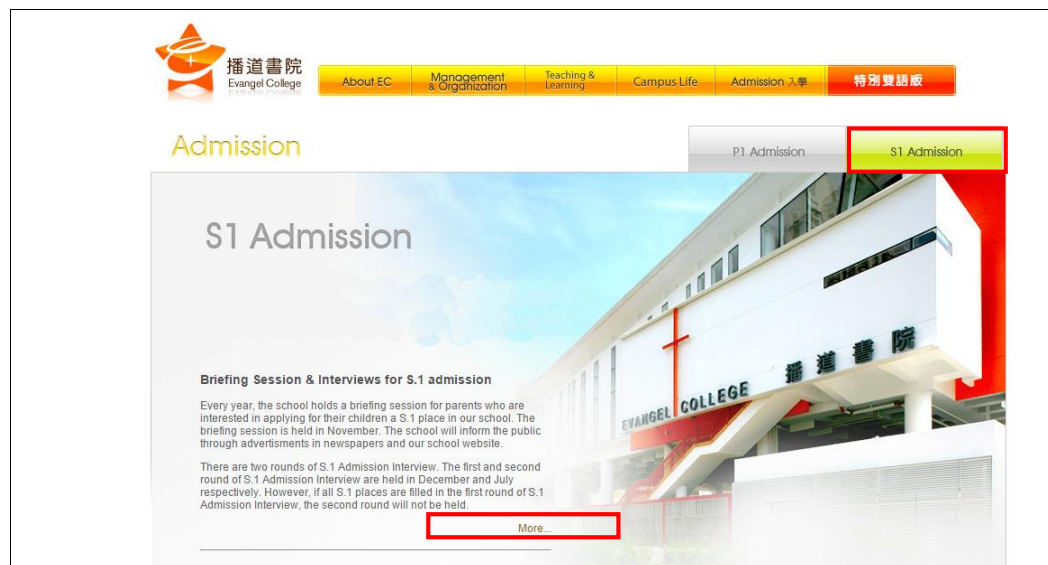 播道書院
Evangel College
About EC
Management
& Organization
Teaching &
Learning
Campus Life
Admission 入學
特別雙語版
Admission
P1 Admission
S1 Admission
S1 Admission
EVANGEL COLLEGE
播道書院
Briefing Session & Interviews for S.1 admission
Every year, the school holds a briefing session for parents who are
interested in applying for their children a S.1 place in our school. The
briefing session is held in November. The school will inform the public
through advertisments in newspapers and our school website.
There are two rounds of S.1 Admission Interview. The first and second
round of S.1 Admission Interview are held in December and July
respectively. However, if all S.1 places are filled in the first round of S.1
Admission Interview, the second round will not be held.
More...